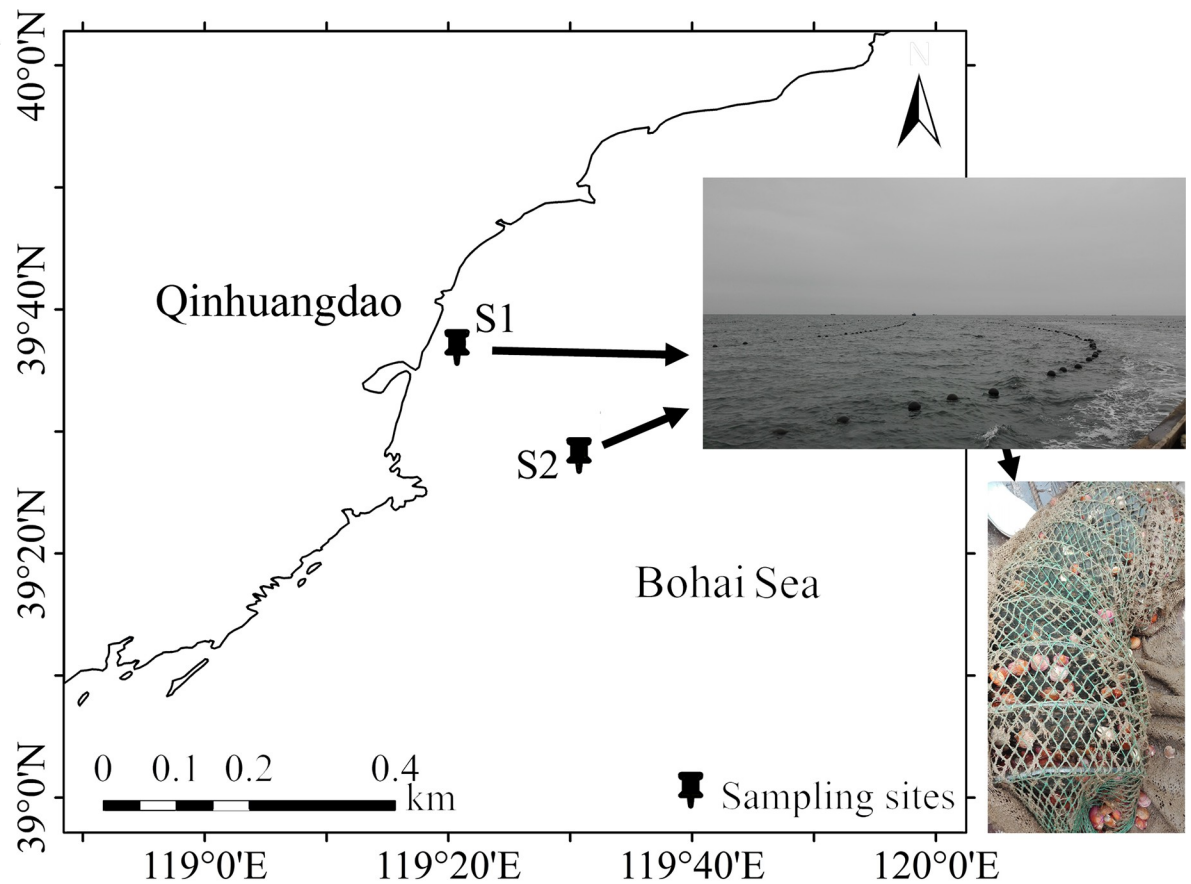 N
40°0'N
39°40'N
39°20'N
39°0'N
Qinhuangdao
S1
S2
Bohai Sea
0 0.1 0.2 0.4
km
Sampling sites
119°0'E 119°20'E 119°40'E 120°0'E